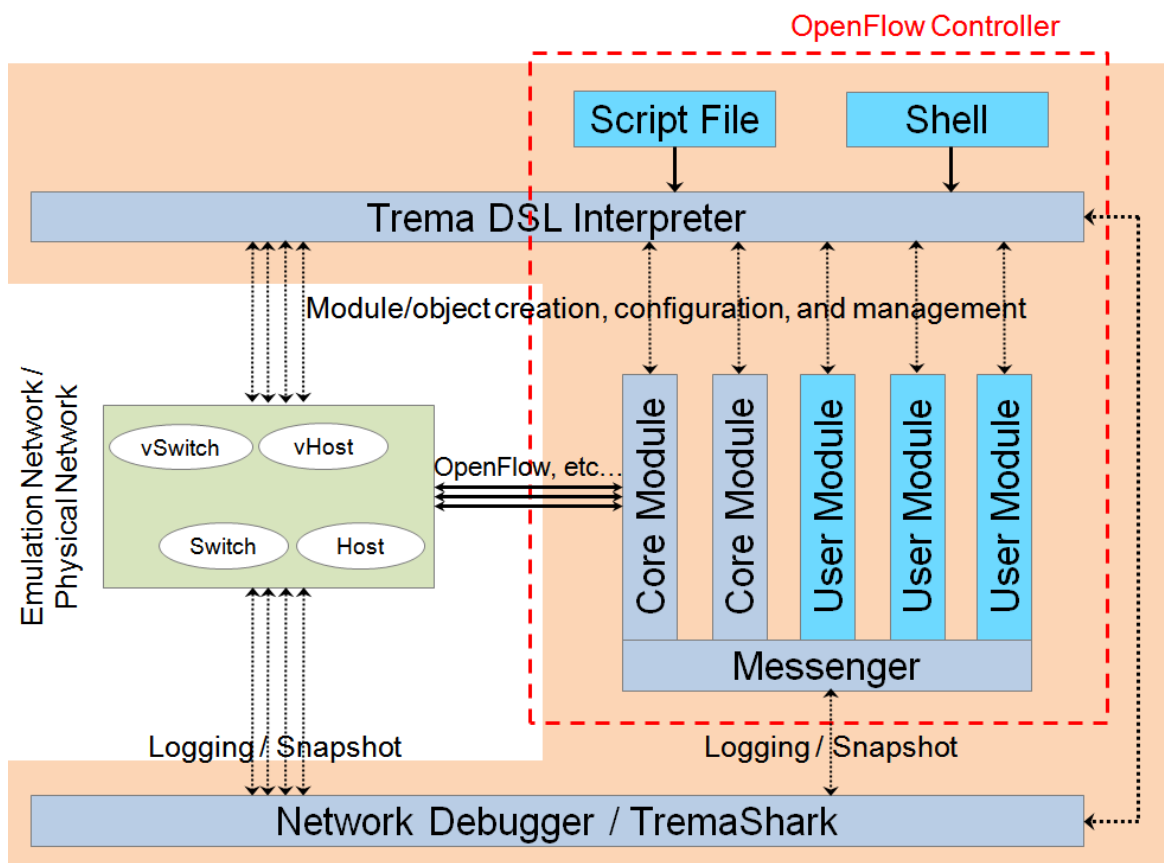 OpenFlow Controller
Script File
Shell
Trema DSL Interpreter
Module/object creation, configuration, and management
Emulation Network /
Physical Network
vSwitch
vHost
Switch
Host
OpenFlow, etc…
Core Module
Core Module
User Module
User Module
User Module
Messenger
Logging / Snapshot
Logging / Snapshot
Network Debugger / TremaShark